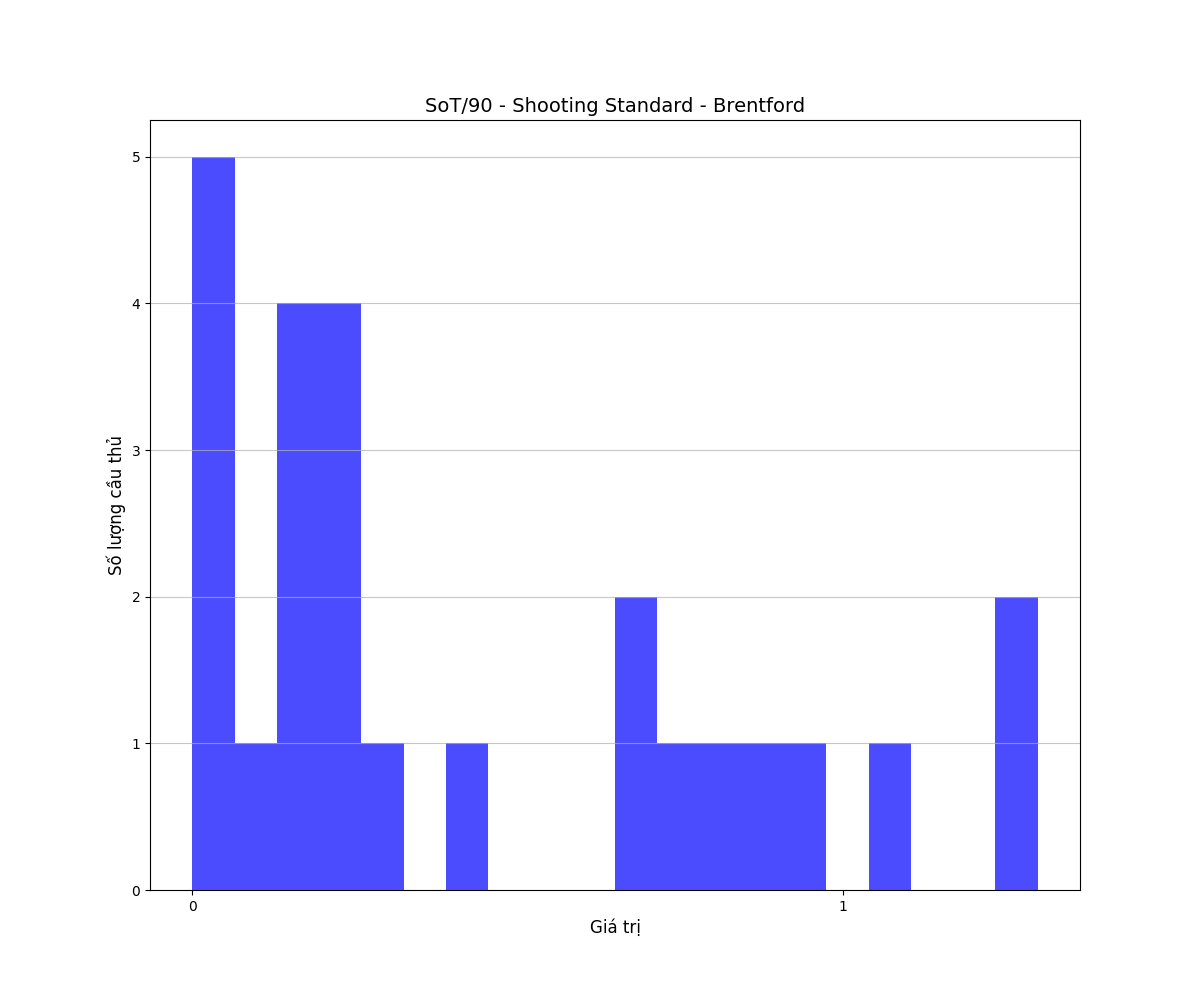 SoT/90 - Shooting Standard - Brentford
Số lượng cầu thủ
5
4
3
2
1
0
0 1
Giá trị